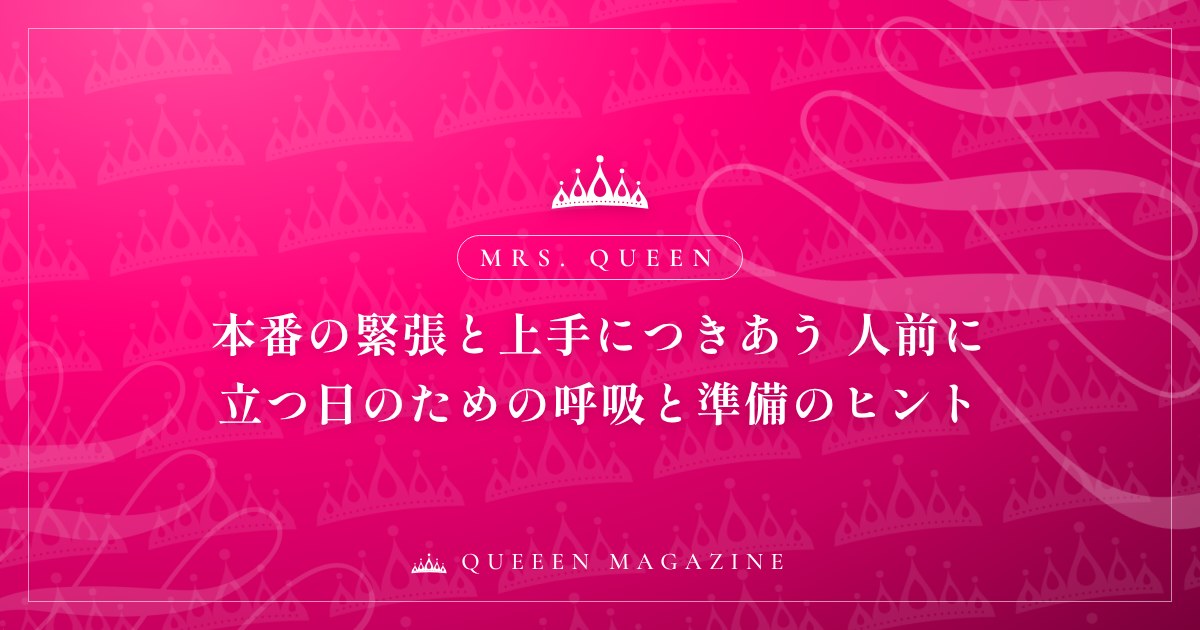 MRS. QUEEN
本番の緊張と上手につきあう 人前に
立つ日のための呼吸と準備のヒント
QUEEEN MAGAZINE